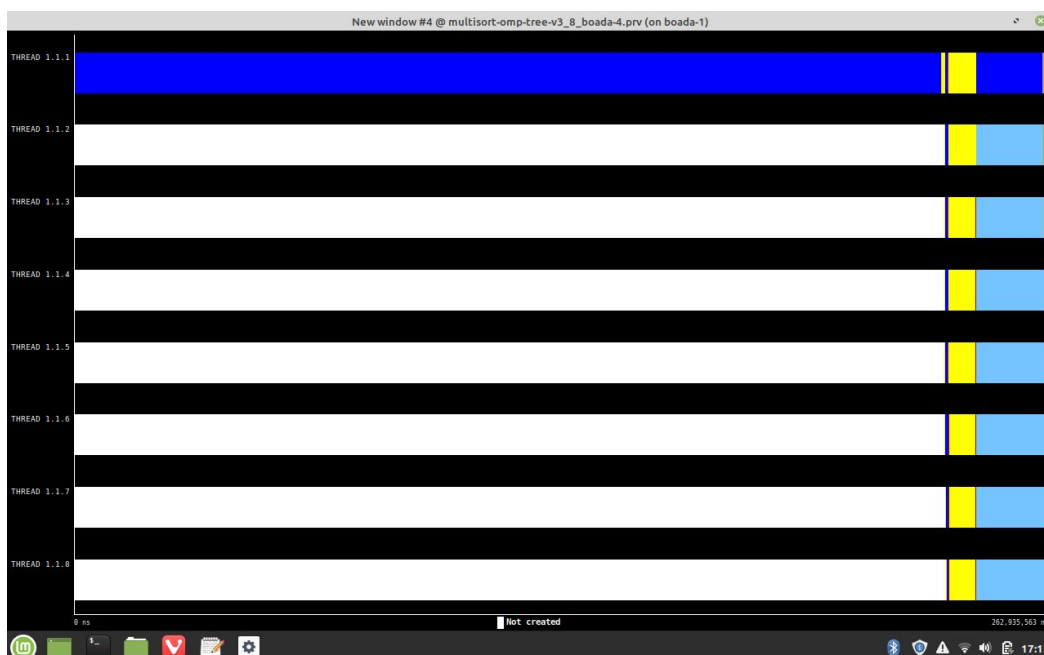 New window #4 @ multisort-omp-tree-v3_8_boada-4.prv (on boada-1)
THREAD 1.1.1
THREAD 1.1.2
THREAD 1.1.3
THREAD 1.1.4
THREAD 1.1.5
THREAD 1.1.6
THREAD 1.1.7
THREAD 1.1.8
0 ns
Not created
262,935,563 n
17:1